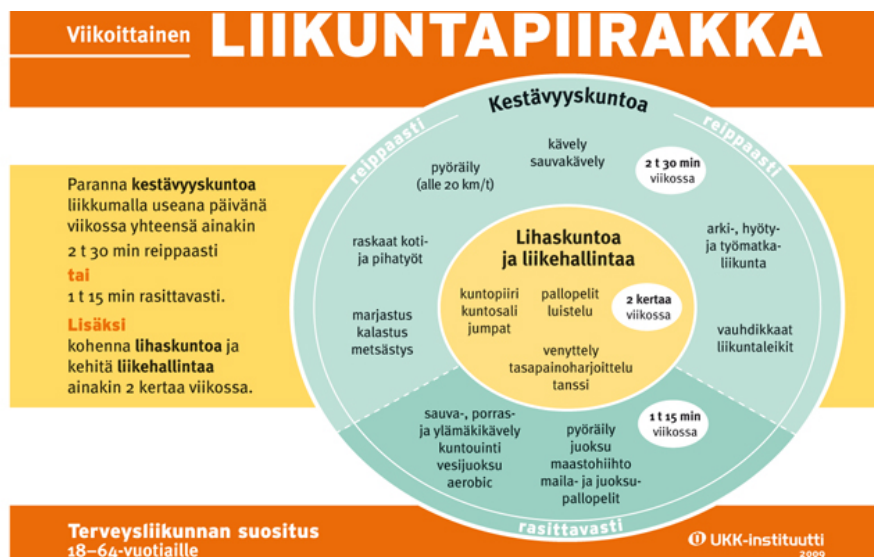 Viikoittainen LIIKUNTAPIIRAKKA
Paranna kestävyyskuntoa
liikkumalla useana päivänä
viikossa yhteensä ainakin
2 t 30 min reippaasti
tai
1 t 15 min rasittavasti.
Lisäksi
kohenna lihaskuntoa ja
kehitä liikehallintaa
ainakin 2 kertaa viikossa.
Kestävyyskuntoa
reippaasti
reippaasti
kävely
sauvakävely
2 t 30 min
viikossa
pyöräily
(alle 20 km/t)
raskaat koti-
ja pihatyöt
arki-, hyöty-
ja työmatka-
liikunta
marjastus
kalastus
metsästys
vauhdikkaat
liikuntaleikit
Lihaskuntoa
ja liikehallintaa
kuntopiiri
kuntosali
jumpat
pallopelit
luistelu
2 kertaa
viikossa
venyttely
tasapainoharjoittelu
tanssi
sauva-, porras-
ja ylämäkikävely
kuntouinti
vesijuoksu
aerobic
pyöräily
juoksu
maastohiihto
maila- ja juoksu-
pallopelit
1 t 15 min
viikossa
rasittavasti
Terveysliikunnan suositus
18–64-vuotiaille
UKK-instituutti
2009